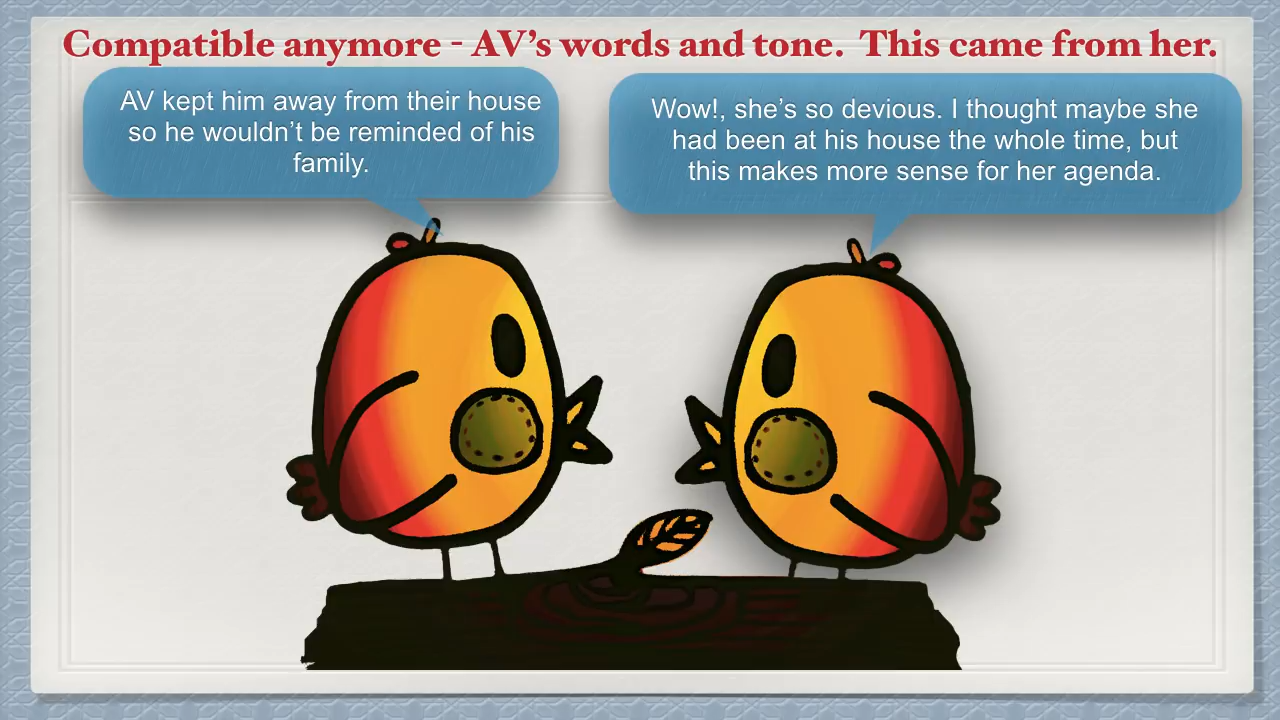 Compatible anymore - AV’s words and tone. This came from her.
AV kept him away from their house
so he wouldn’t be reminded of his
family.
Wow!, she’s so devious. I thought maybe she
had been at his house the whole time, but
this makes more sense for her agenda.